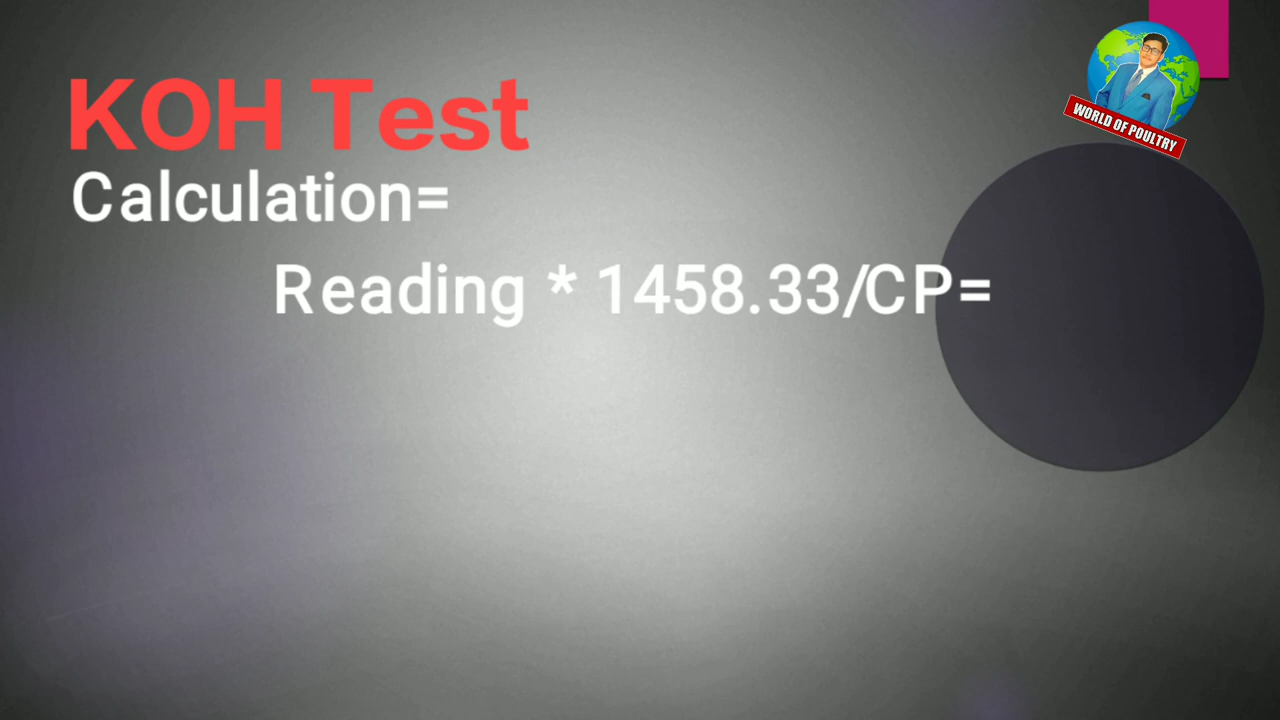 KOH Test
Calculation=
Reading * 1458.33/CP=
WORLD OF POULTRY